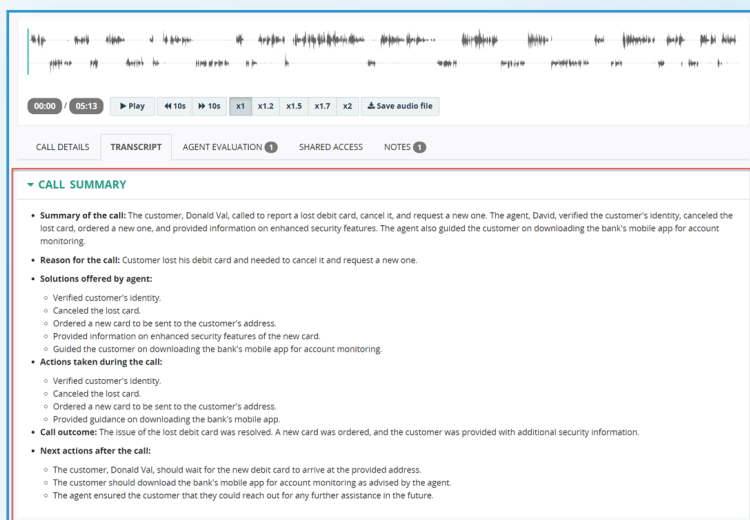 00:00 / 05:13 Play 10s 10s x1 x1.2 x1.5 x1.7 x2 Save audio file
CALL DETAILS TRANSCRIPT AGENT EVALUATION 1 SHARED ACCESS NOTES 1
CALL SUMMARY
Summary of the call: The customer, Donald Val, called to report a lost debit card, cancel it, and request a new one. The agent, David, verified the customer's identity, canceled the
lost card, ordered a new one, and provided information on enhanced security features. The agent also guided the customer on downloading the bank's mobile app for account
monitoring.
Reason for the call: Customer lost his debit card and needed to cancel it and request a new one.
Solutions offered by agent:
Verified customer's identity.
Canceled the lost card.
Ordered a new card to be sent to the customer's address.
Provided information on enhanced security features of the new card.
Guided the customer on downloading the bank's mobile app for account monitoring.
Actions taken during the call:
Verified customer's identity.
Canceled the lost card.
Ordered a new card to be sent to the customer's address.
Provided guidance on downloading the bank's mobile app.
Call outcome: The issue of the lost debit card was resolved. A new card was ordered, and the customer was provided with additional security information.
Next actions after the call:
The customer, Donald Val, should wait for the new debit card to arrive at the provided address.
The customer should download the bank's mobile app for account monitoring as advised by the agent.
The agent ensured the customer that they could reach out for any further assistance in the future.